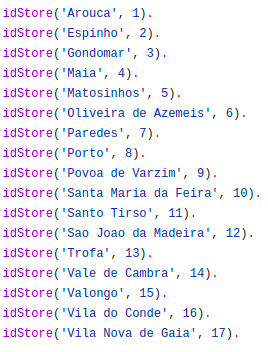 idStore('Arouca', 1).
idStore('Espinho', 2).
idStore('Gondomar', 3).
idStore('Maia', 4).
idStore('Matosinhos', 5).
idStore('Oliveira de Azemeis', 6).
idStore('Paredes', 7).
idStore('Porto', 8).
idStore('Povoa de Varzim', 9).
idStore('Santa Maria da Feira', 10).
idStore('Santo Tirso', 11).
idStore('Sao Joao da Madeira', 12).
idStore('Trofa', 13).
idStore('Vale de Cambra', 14).
idStore('Valongo', 15).
idStore('Vila do Conde', 16).
idStore('Vila Nova de Gaia', 17).